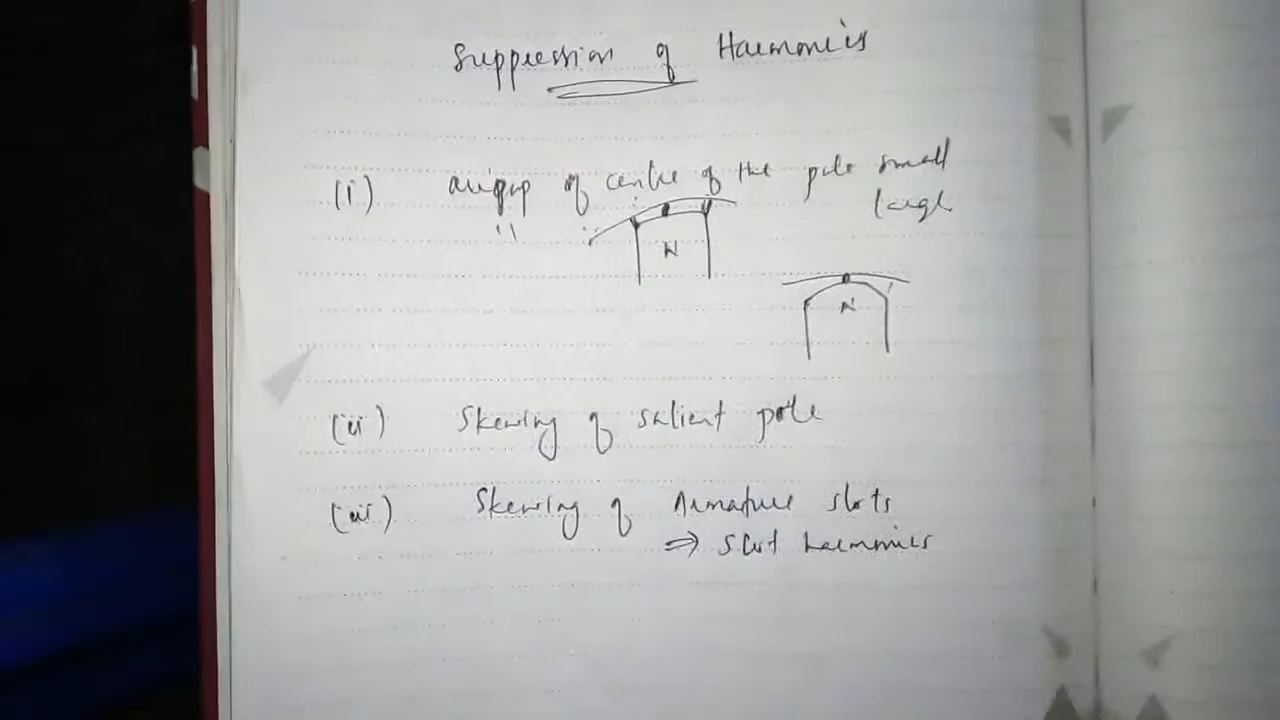 Suppression of Harmonics
(i) airgap of centre of the pole small
" large
N
N
(ii) Skewing of salient pole
(iii) Skewing of Armature slots
⇒ slot harmonics